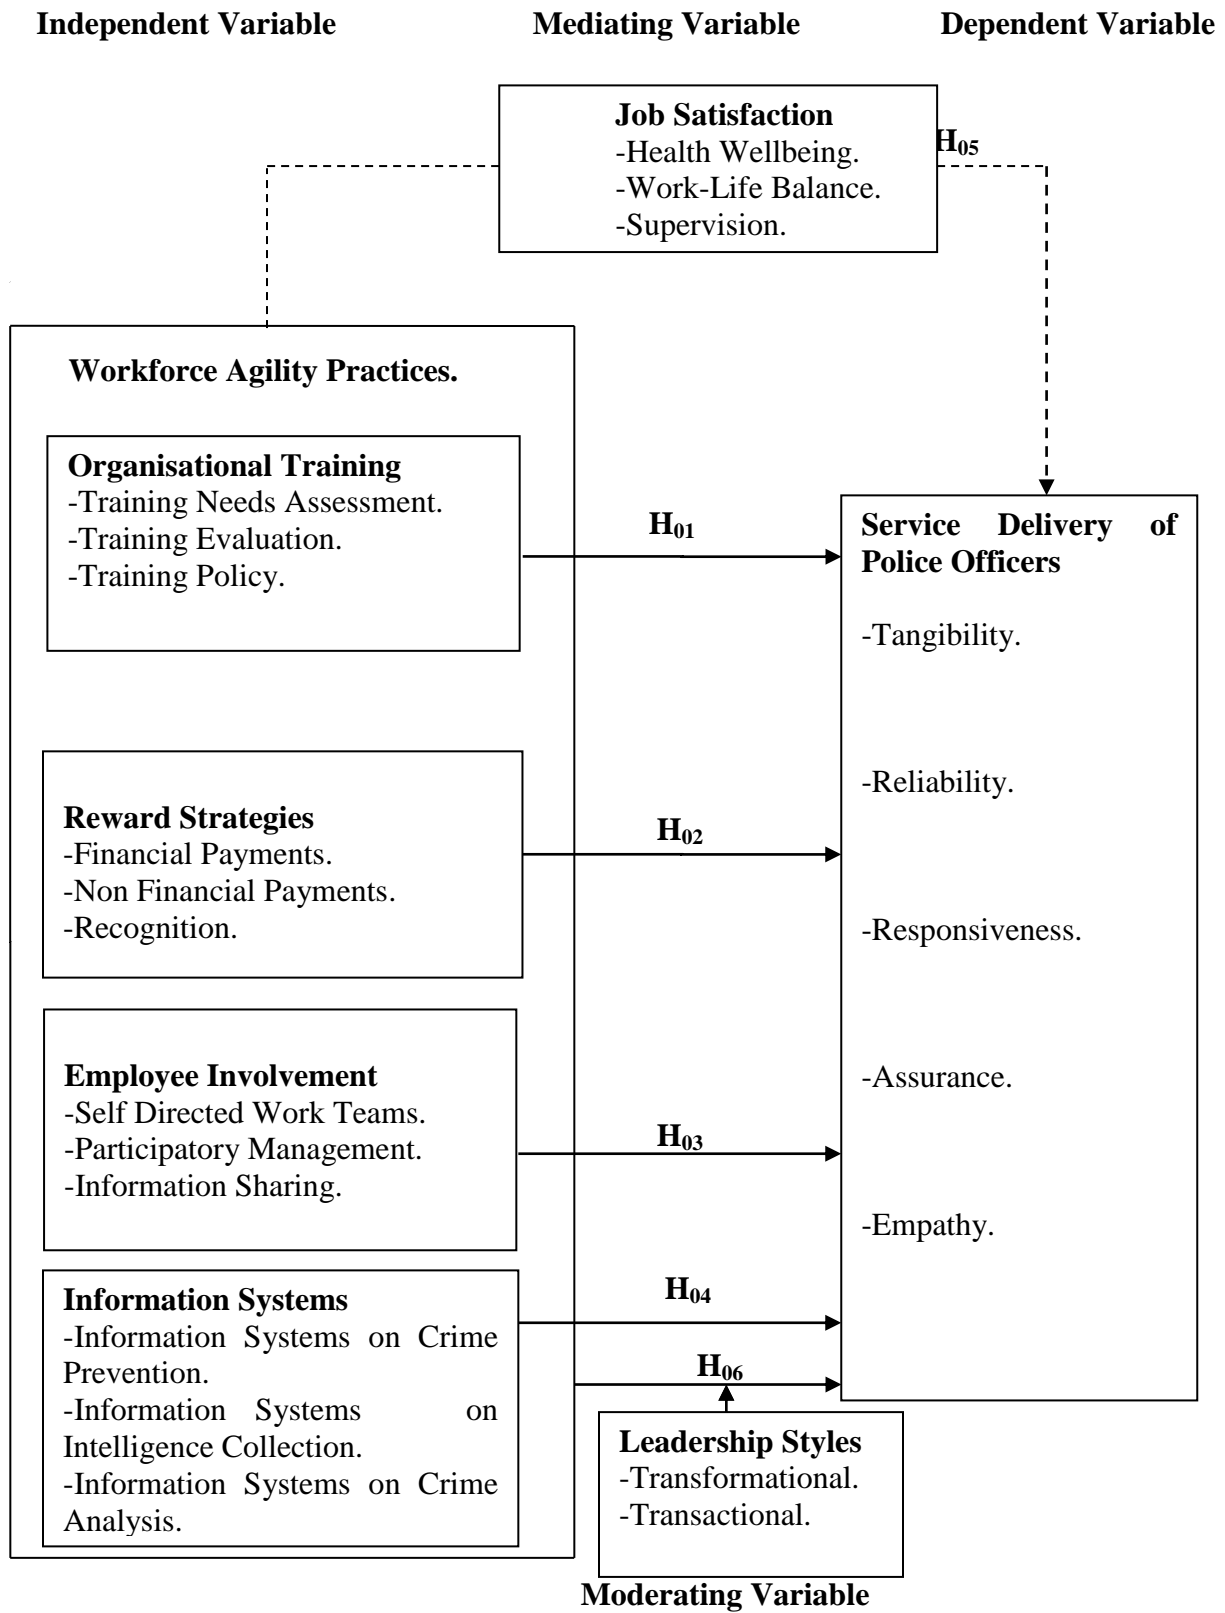 Independent Variable
Mediating Variable
Dependent Variable
Job Satisfaction
-Health Wellbeing.
-Work-Life Balance.
-Supervision.
H05
Workforce Agility Practices.
Organisational Training
-Training Needs Assessment.
-Training Evaluation.
-Training Policy.
H01
Service Delivery of
Police Officers
-Tangibility.
-Reliability.
-Responsiveness.
-Assurance.
-Empathy.
Reward Strategies
-Financial Payments.
-Non Financial Payments.
-Recognition.
H02
Employee Involvement
-Self Directed Work Teams.
-Participatory Management.
-Information Sharing.
H03
Information Systems
-Information Systems on Crime
Prevention.
-Information Systems on
Intelligence Collection.
-Information Systems on Crime
Analysis.
H04
H06
Leadership Styles
-Transformational.
-Transactional.
Moderating Variable